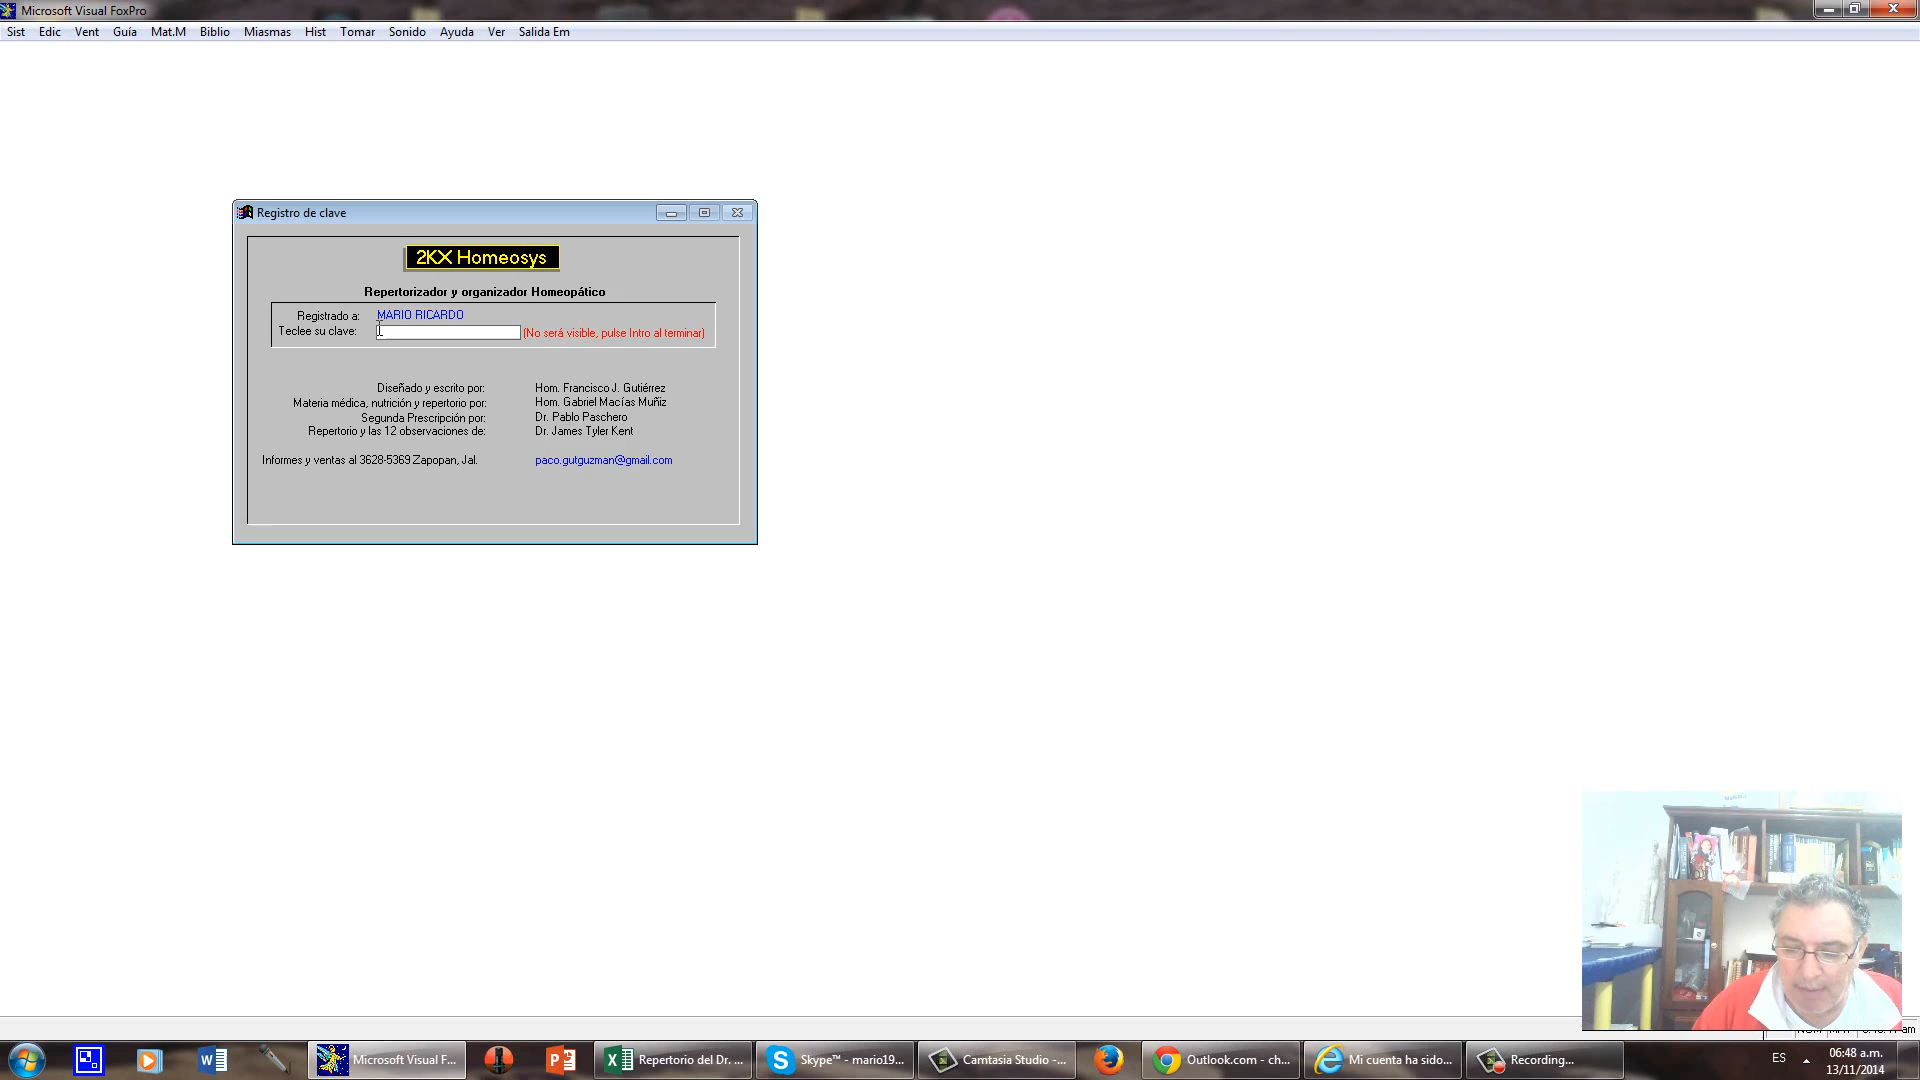 Microsoft Visual FoxPro
Sist Edic Vent Guía Mat.M Biblio Miasmas Hist Tomar Sonido Ayuda Ver Salida Em
Registro de clave
2KX Homeosys
Repertorizador y organizador Homeopático
Registrado a: MARIO RICARDO
Teclee su clave: (No será visible, pulse Intro al terminar)
Diseñado y escrito por: Hom. Francisco J. Gutiérrez
Materia médica, nutrición y repertorio por: Hom. Gabriel Macías Muñiz
Segunda Prescripción por: Dr. Pablo Paschero
Repertorio y las 12 observaciones de: Dr. James Tyler Kent
Informes y ventas al 3628-5369 Zapopan, Jal. paco.gutguzman@gmail.com
Microsoft Visual F... Repertorio del Dr. ... Skype™ - mario19... Camtasia Studio -... Outlook.com - ch... Mi cuenta ha sido... Recording... ES 06:48 a.m.
13/11/2014